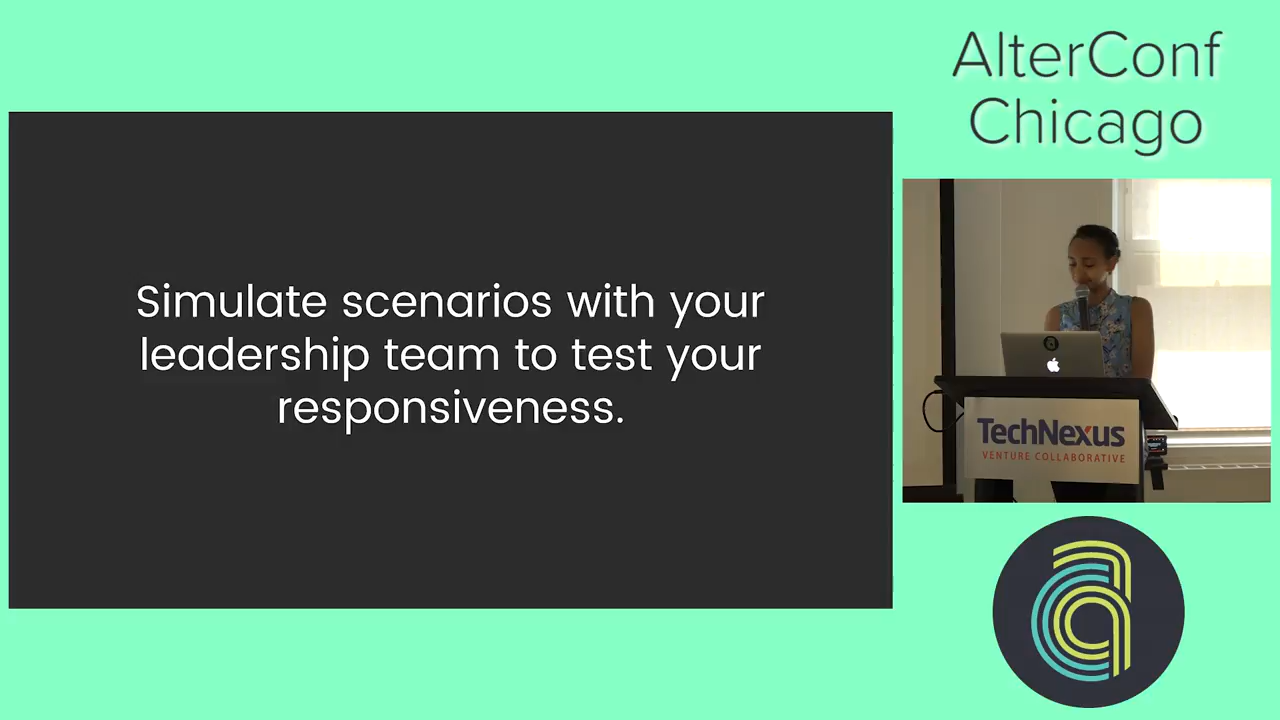 AlterConf
Chicago
Simulate scenarios with your
leadership team to test your
responsiveness.
TechNexus
VENTURE COLLABORATIVE